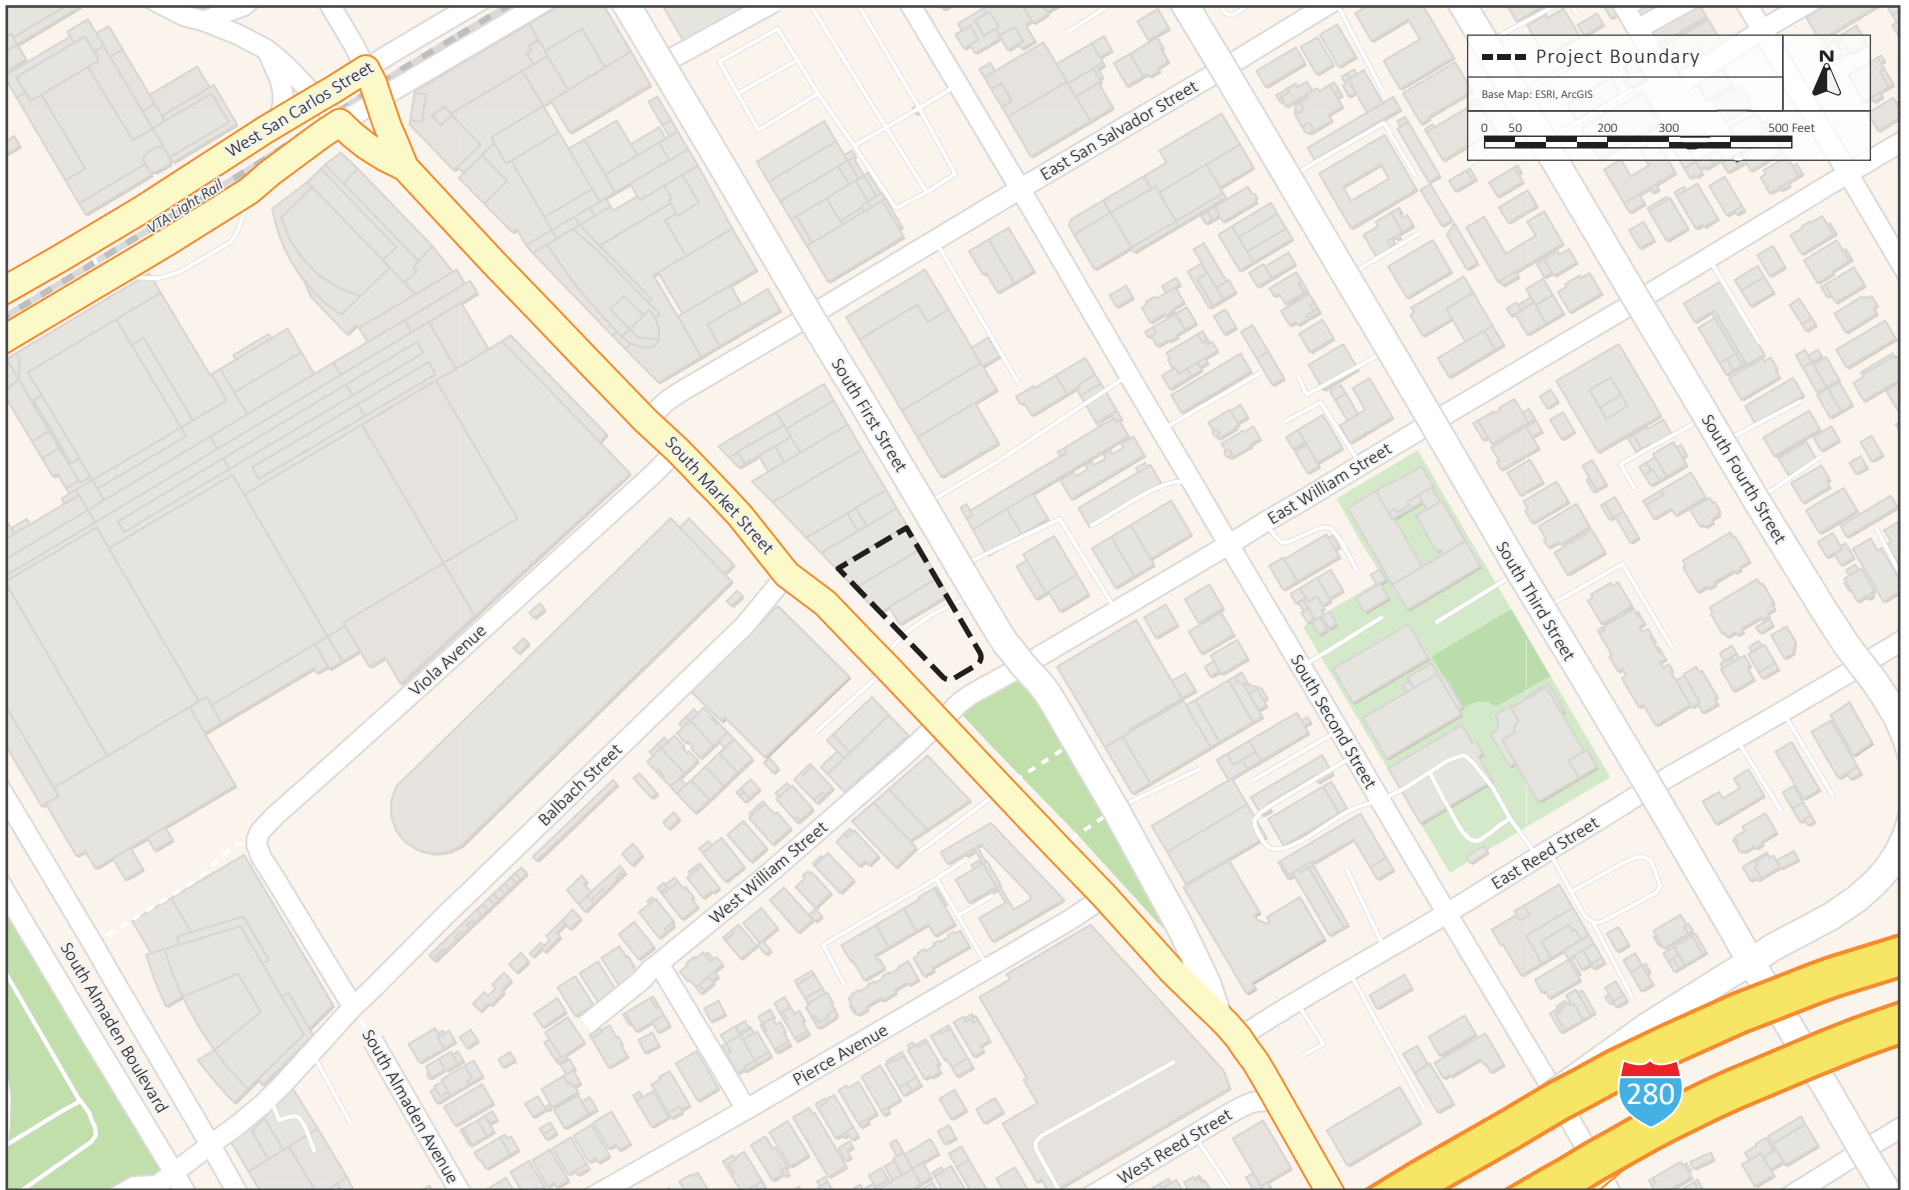 Project Boundary
N
Base Map: ESRI, ArcGIS
0 50 200 300 500 Feet
West San Carlos Street
VTA Light Rail
East San Salvador Street
South First Street
South Market Street
East William Street
South Fourth Street
South Third Street
Viola Avenue
South Second Street
Balbach Street
West William Street
East Reed Street
South Almaden Boulevard
South Almaden Avenue
Pierce Avenue
280
West Reed Street